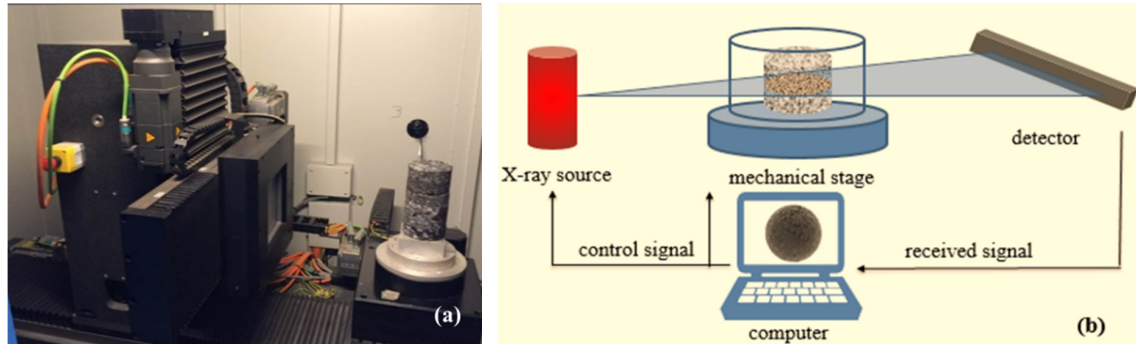 (a)
X-ray source
mechanical stage
detector
control signal
received signal
computer
(b)